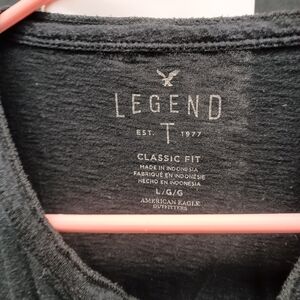 LEGEND
EST. T 1977
CLASSIC FIT
MADE IN INDONESIA
FABRIQUÉ EN INDONÉSIE
HECHO EN INDONESIA
L/G/G
AMERICAN EAGLE
OUTFITTERS